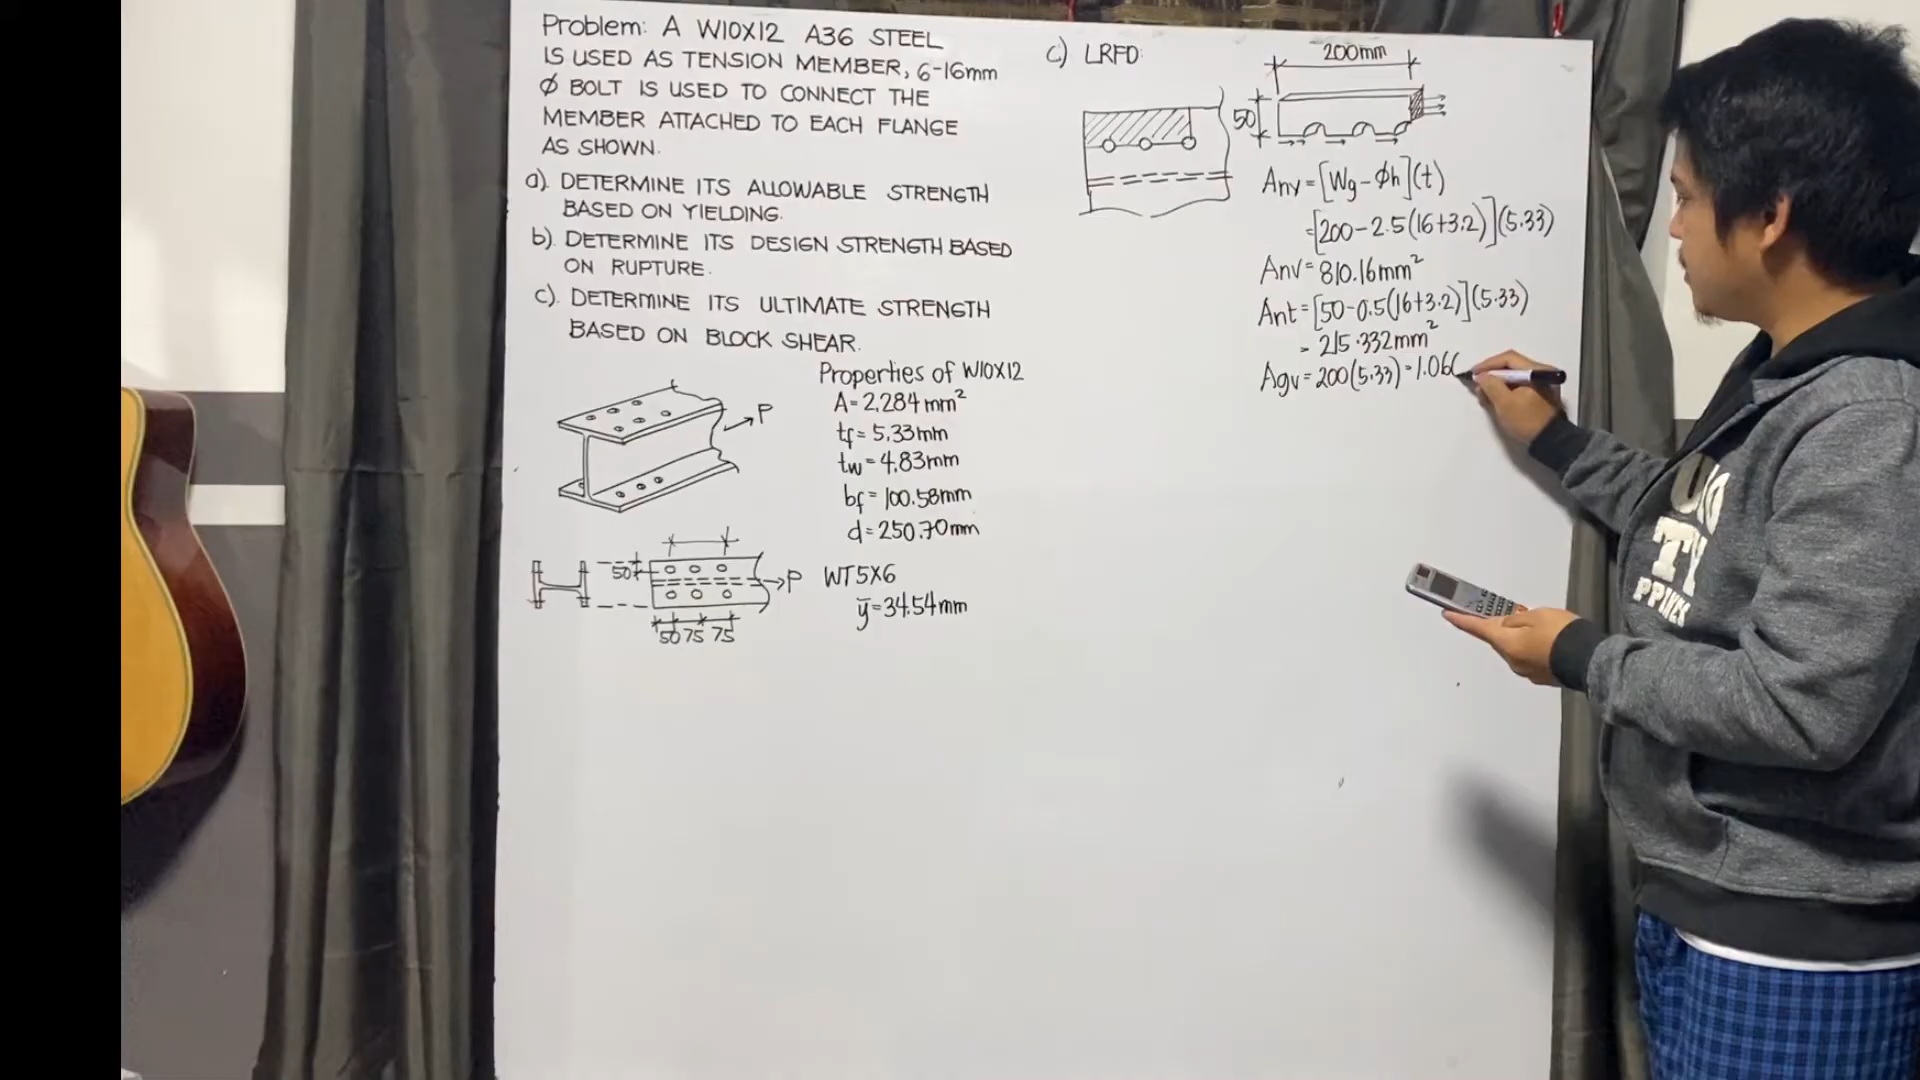 Problem: A W10X12 A36 STEEL
IS USED AS TENSION MEMBER, 6-16mm
Φ BOLT IS USED TO CONNECT THE
MEMBER ATTACHED TO EACH FLANGE
AS SHOWN.
a). DETERMINE ITS ALLOWABLE STRENGTH
BASED ON YIELDING.
b). DETERMINE ITS DESIGN STRENGTH BASED
ON RUPTURE.
c). DETERMINE ITS ULTIMATE STRENGTH
BASED ON BLOCK SHEAR.
P
Properties of W10X12
A=2,284mm²
tf=5.33mm
tw=4.83mm
bf=100.58mm
d=250.70mm
50
P
50 75 75
WT5X6
ȳ=34.54mm
c) LRFD:
200mm
50
Anv=[Wg-Φh](t)
=[200-2.5(16+3.2)](5.33)
Anv=810.16mm²
Ant=[50-0.5(16+3.2)](5.33)
=215.332mm²
Agv=200(5.33)=1.06
TY